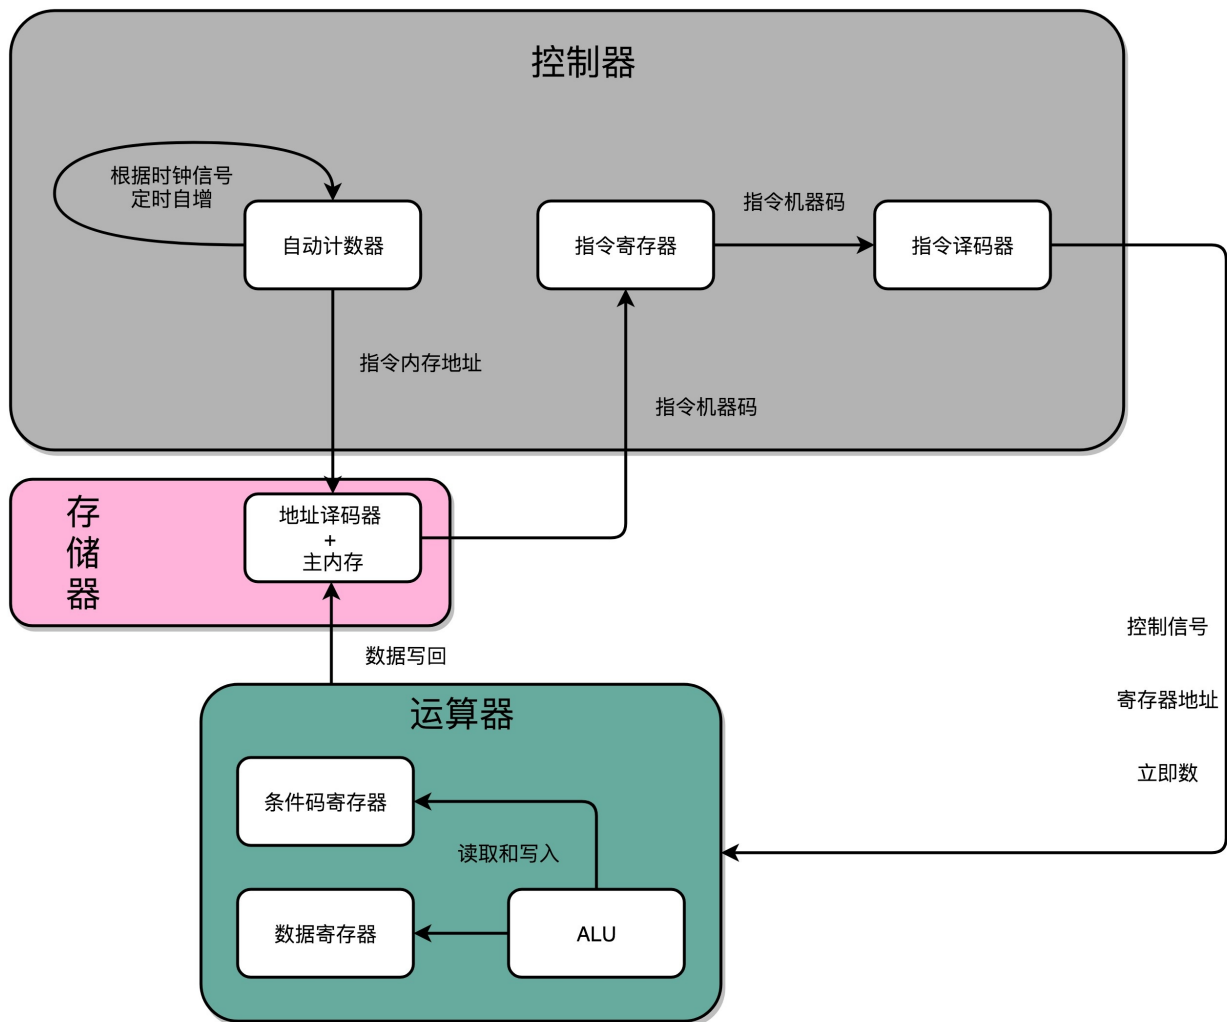 控制器
根据时钟信号
定时自增
自动计数器
指令寄存器
指令机器码
指令译码器
指令内存地址
指令机器码
存
储
器
地址译码器
+
主内存
数据写回
控制信号
寄存器地址
立即数
运算器
条件码寄存器
读取和写入
数据寄存器
ALU